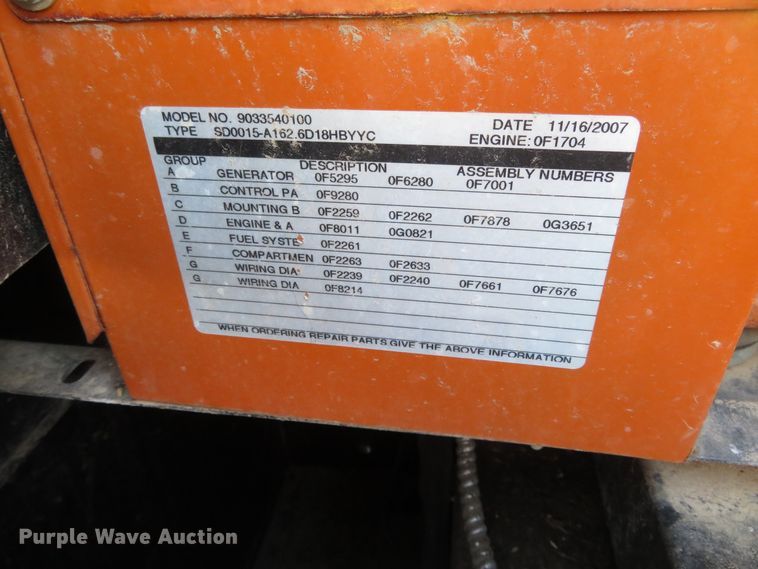 MODEL NO. 9033540100 DATE 11/16/2007
TYPE SD0015-A162.6D18HBYYC ENGINE: 0F1704
GROUP DESCRIPTION ASSEMBLY NUMBERS
A GENERATOR 0F5295 0F6280 0F7001
B CONTROL PA 0F9280
C MOUNTING B 0F2259 0F2262 0F7878 0G3651
D ENGINE & A 0F8011 0G0821
E FUEL SYSTE 0F2261
F COMPARTMEN 0F2263 0F2633
G WIRING DIA 0F2239 0F2240 0F7661 0F7676
G WIRING DIA 0F8214
WHEN ORDERING REPAIR PARTS GIVE THE ABOVE INFORMATION
Purple Wave Auction